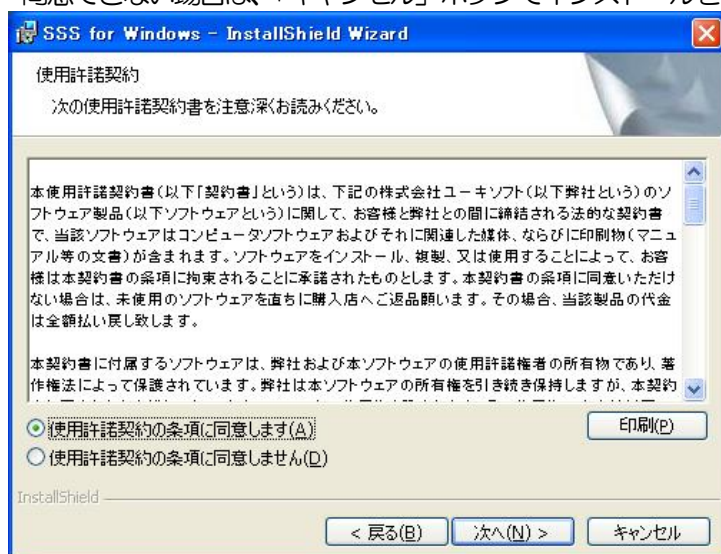 同意できない場合は、「キャンセル」ボタンでインストールを
SSS for Windows - InstallShield Wizard
使用許諾契約
次の使用許諾契約書を注意深くお読みください。
本使用許諾契約書(以下「契約書」という)は、下記の株式会社ユーキソフト(以下弊社という)のソ
フトウェア製品(以下ソフトウェアという)に関して、お客様と弊社との間に締結される法的な契約書
で、当該ソフトウェアはコンピュータソフトウェアおよびそれに関連した媒体、ならびに印刷物(マニュ
アル等の文書)が含まれます。ソフトウェアをインストール、複製、又は使用することによって、お客
様は本契約書の条項に拘束されることに承諾されたものとします。本契約書の条項に同意いただけ
ない場合は、未使用のソフトウェアを直ちに購入店へご返品願います。その場合、当該製品の代金
は全額払い戻し致します。
本契約書に付属するソフトウェアは、弊社および本ソフトウェアの使用許諾権者の所有物であり、著
作権法によって保護されています。弊社は本ソフトウェアの所有権を引き続き保持しますが、本契約
使用許諾契約の条項に同意します(A)
印刷(P)
使用許諾契約の条項に同意しません(D)
InstallShield
< 戻る(B)
次へ(N) >
キャンセル